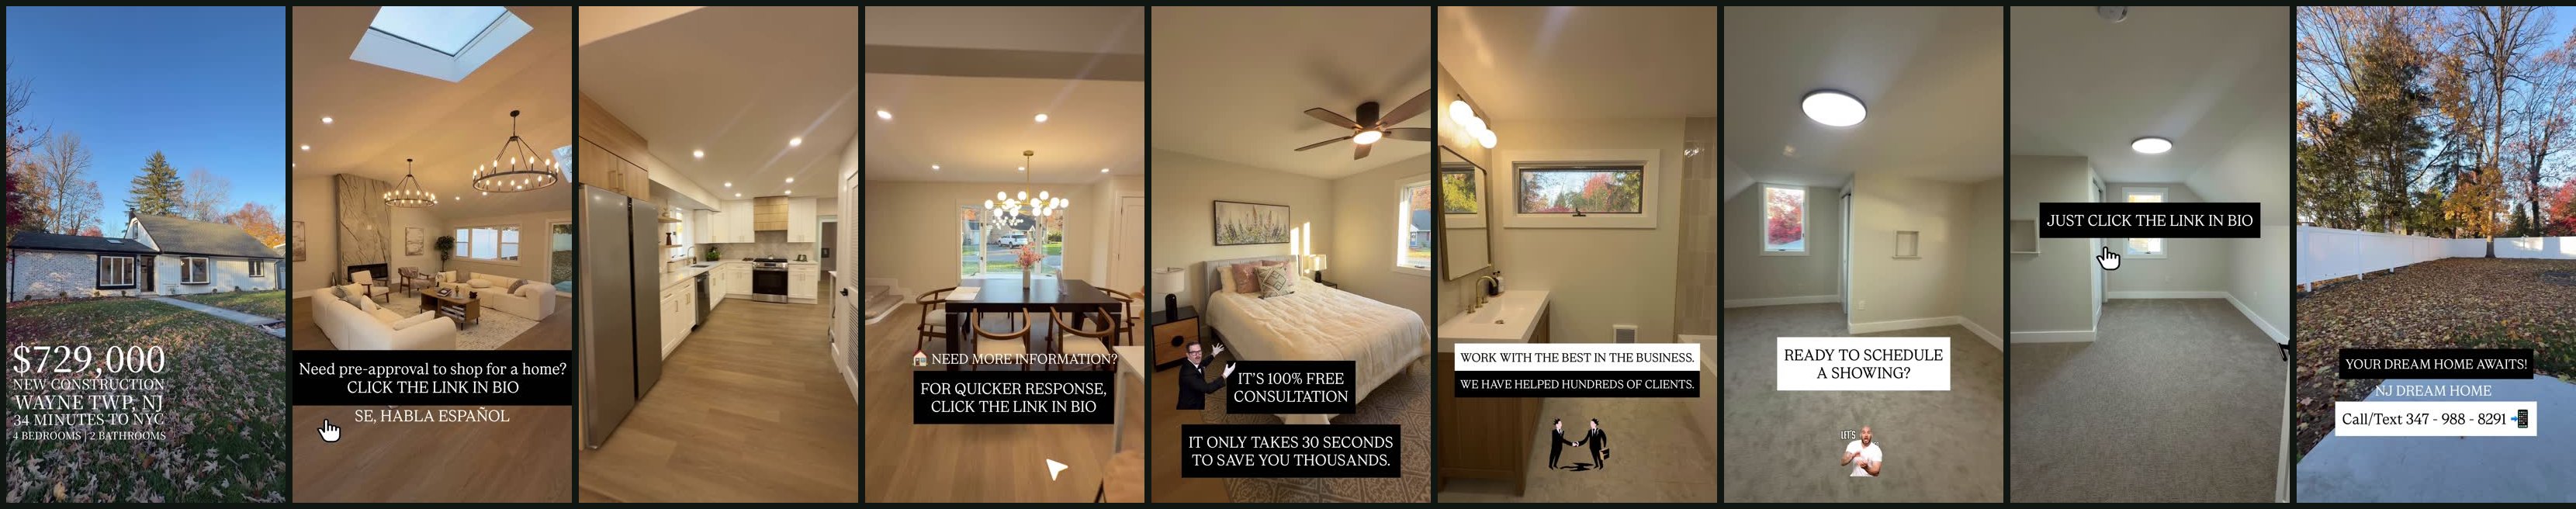 $729,000
NEW CONSTRUCTION
WAYNE TWP, NJ
34 MINUTES TO NYC
4 BEDROOMS | 2 BATHROOMS
Need pre-approval to shop for a home?
CLICK THE LINK IN BIO
SE, HABLA ESPAÑOL
NEED MORE INFORMATION?
FOR QUICKER RESPONSE,
CLICK THE LINK IN BIO
IT'S 100% FREE
CONSULTATION
IT ONLY TAKES 30 SECONDS
TO SAVE YOU THOUSANDS.
WORK WITH THE BEST IN THE BUSINESS.
WE HAVE HELPED HUNDREDS OF CLIENTS.
READY TO SCHEDULE
A SHOWING?
LET'S
JUST CLICK THE LINK IN BIO
YOUR DREAM HOME AWAITS!
NJ DREAM HOME
Call/Text 347 - 988 - 8291